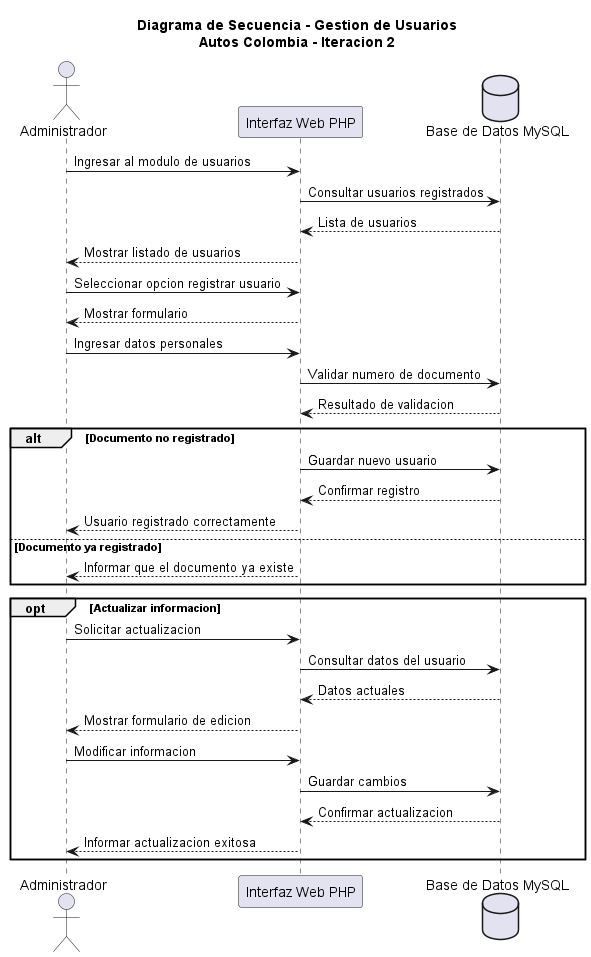 Diagrama de Secuencia - Gestion de Usuarios
Autos Colombia - Iteracion 2
Administrador
Interfaz Web PHP
Base de Datos MySQL
Ingresar al modulo de usuarios
Consultar usuarios registrados
Lista de usuarios
Mostrar listado de usuarios
Seleccionar opcion registrar usuario
Mostrar formulario
Ingresar datos personales
Validar numero de documento
Resultado de validacion
alt [Documento no registrado]
Guardar nuevo usuario
Confirmar registro
Usuario registrado correctamente
[Documento ya registrado]
Informar que el documento ya existe
opt [Actualizar informacion]
Solicitar actualizacion
Consultar datos del usuario
Datos actuales
Mostrar formulario de edicion
Modificar informacion
Guardar cambios
Confirmar actualizacion
Informar actualizacion exitosa
Administrador
Interfaz Web PHP
Base de Datos MySQL